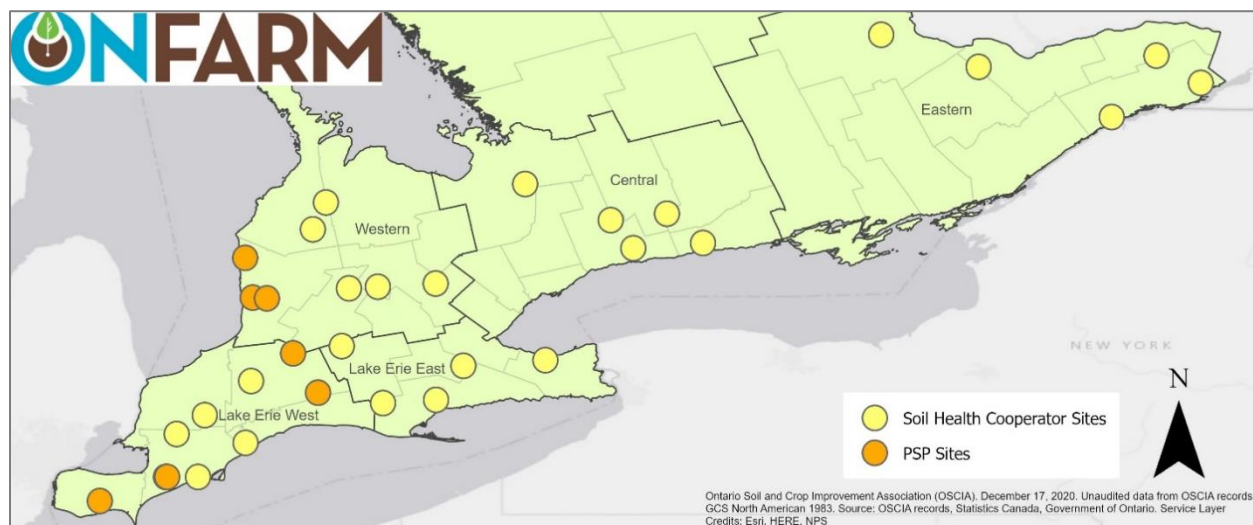 ONFARM
Eastern
Central
Western
NEW YORK
Lake Erie East
N
Lake Erie West
Soil Health Cooperator Sites
PSP Sites
Ontario Soil and Crop Improvement Association (OSCIA). December 17, 2020. Unaudited data from OSCIA records
GCS North American 1983. Source: OSCIA records, Statistics Canada, Government of Ontario. Service Layer
Credits: Esri, HERE, NPS